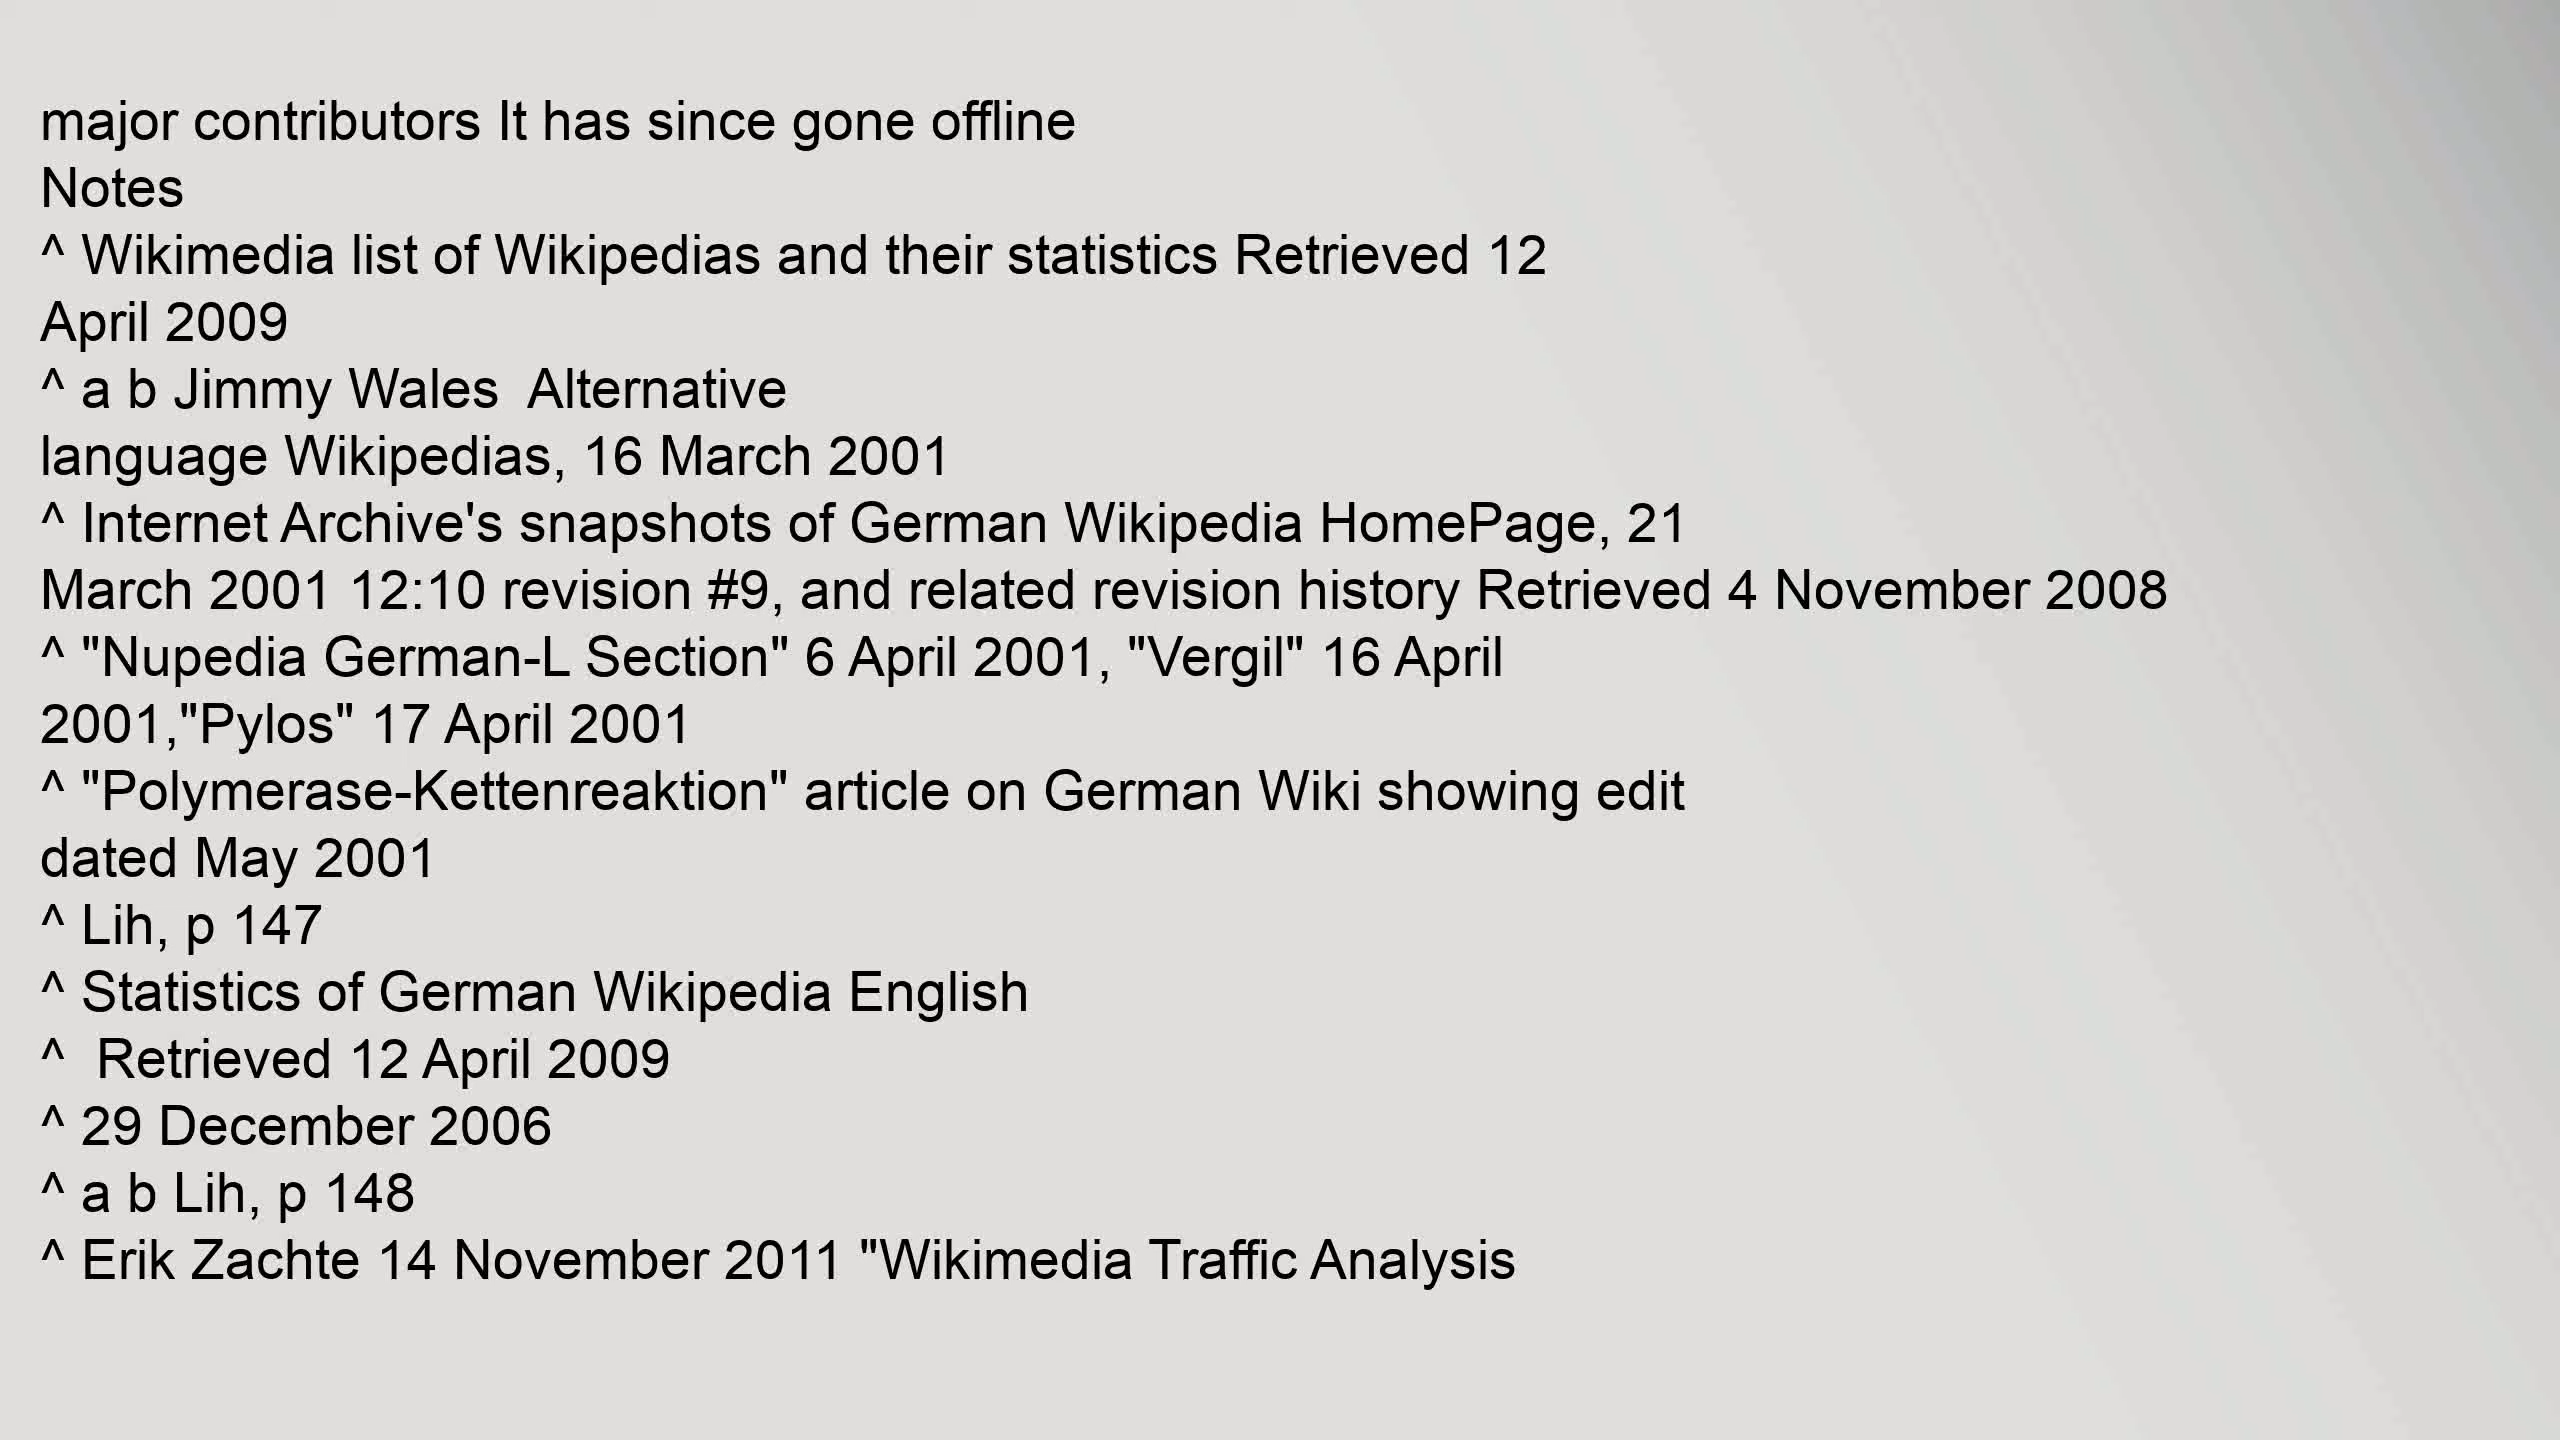 major contributors It has since gone offline
Notes
^ Wikimedia list of Wikipedias and their statistics Retrieved 12
April 2009
^ a b Jimmy Wales  Alternative
language Wikipedias, 16 March 2001
^ Internet Archive's snapshots of German Wikipedia HomePage, 21
March 2001 12:10 revision #9, and related revision history Retrieved 4 November 2008
^ "Nupedia German-L Section" 6 April 2001, "Vergil" 16 April
2001,"Pylos" 17 April 2001
^ "Polymerase-Kettenreaktion" article on German Wiki showing edit
dated May 2001
^ Lih, p 147
^ Statistics of German Wikipedia English
^  Retrieved 12 April 2009
^ 29 December 2006
^ a b Lih, p 148
^ Erik Zachte 14 November 2011 "Wikimedia Traffic Analysis